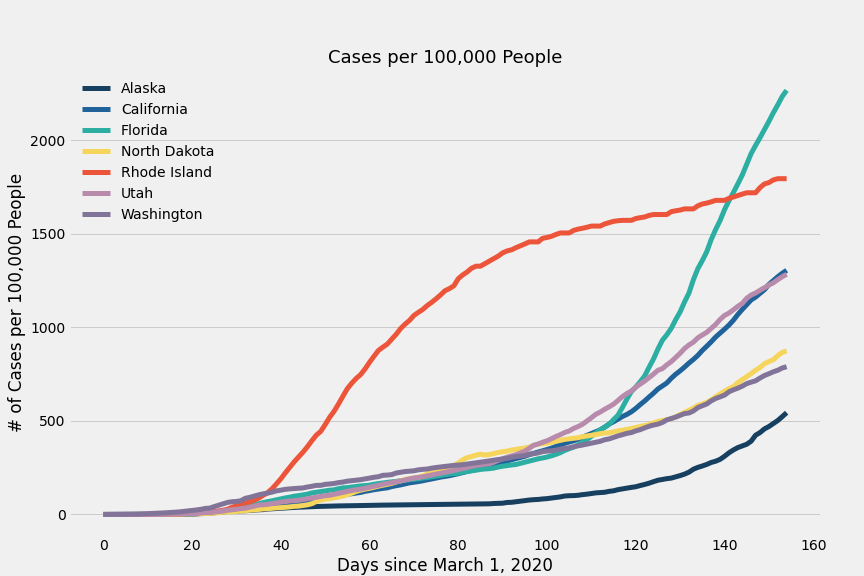 Cases per 100,000 People
Alaska
California
Florida
North Dakota
Rhode Island
Utah
Washington
# of Cases per 100,000 People
2000
1500
1000
500
0
0 20 40 60 80 100 120 140 160
Days since March 1, 2020